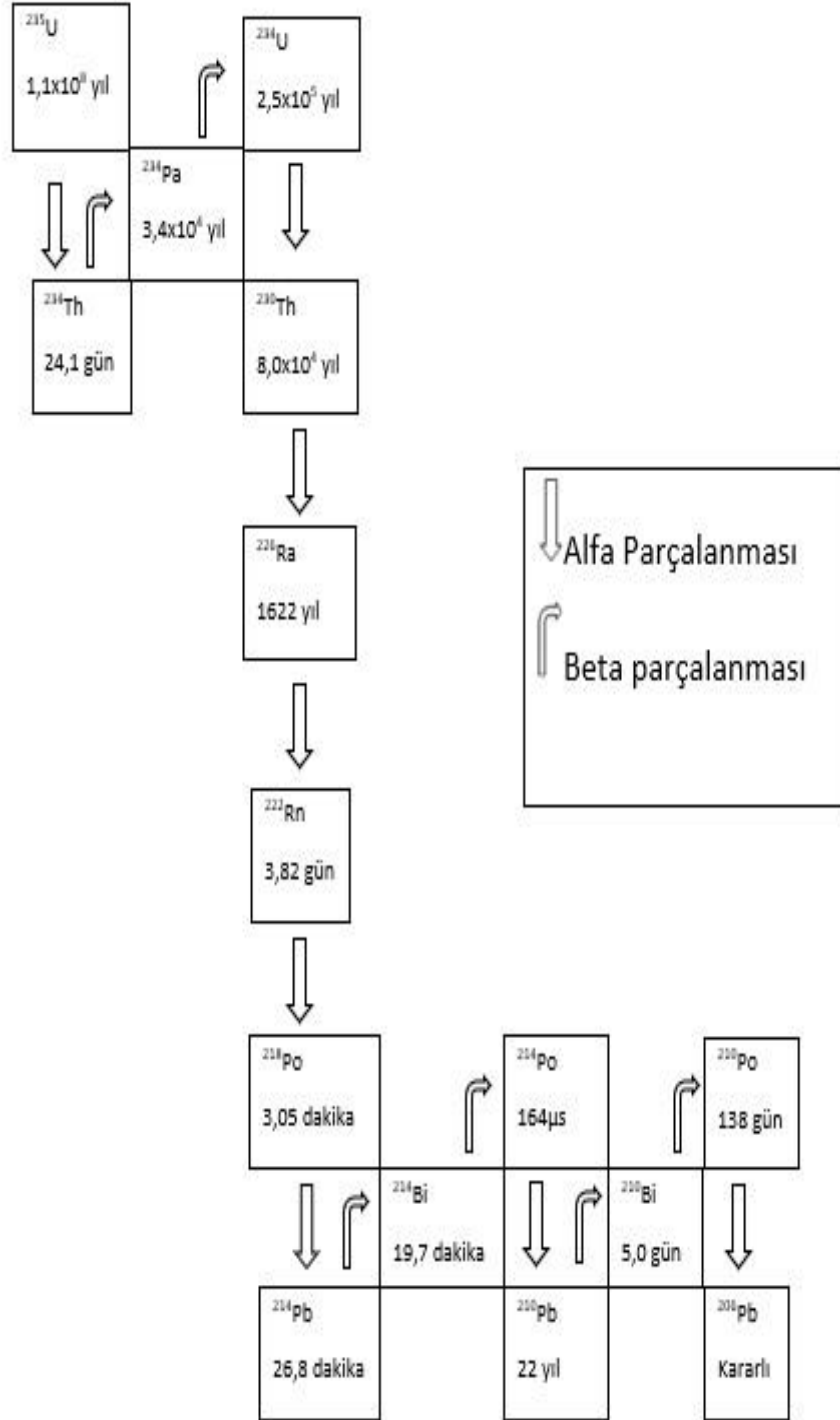 ²³⁵U
1,1x10⁸ yıl
²³⁴U
2,5x10⁵ yıl
²³⁴Pa
3,4x10⁴ yıl
²³⁴Th
24,1 gün
²³⁰Th
8,0x10⁴ yıl
²²⁶Ra
1622 yıl
Alfa Parçalanması
Beta parçalanması
²²²Rn
3,82 gün
²¹⁸Po
3,05 dakika
²¹⁴Po
164µs
²¹⁰Po
138 gün
²¹⁴Bi
19,7 dakika
²¹⁰Bi
5,0 gün
²¹⁴Pb
26,8 dakika
²¹⁰Pb
22 yıl
²⁰⁶Pb
Kararlı